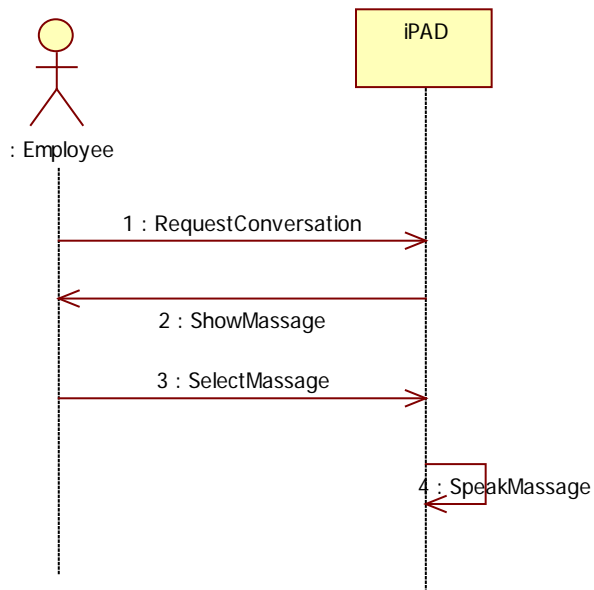 iPAD
: Employee
1 : RequestConversation
2 : ShowMassage
3 : SelectMassage
4 : SpeakMassage